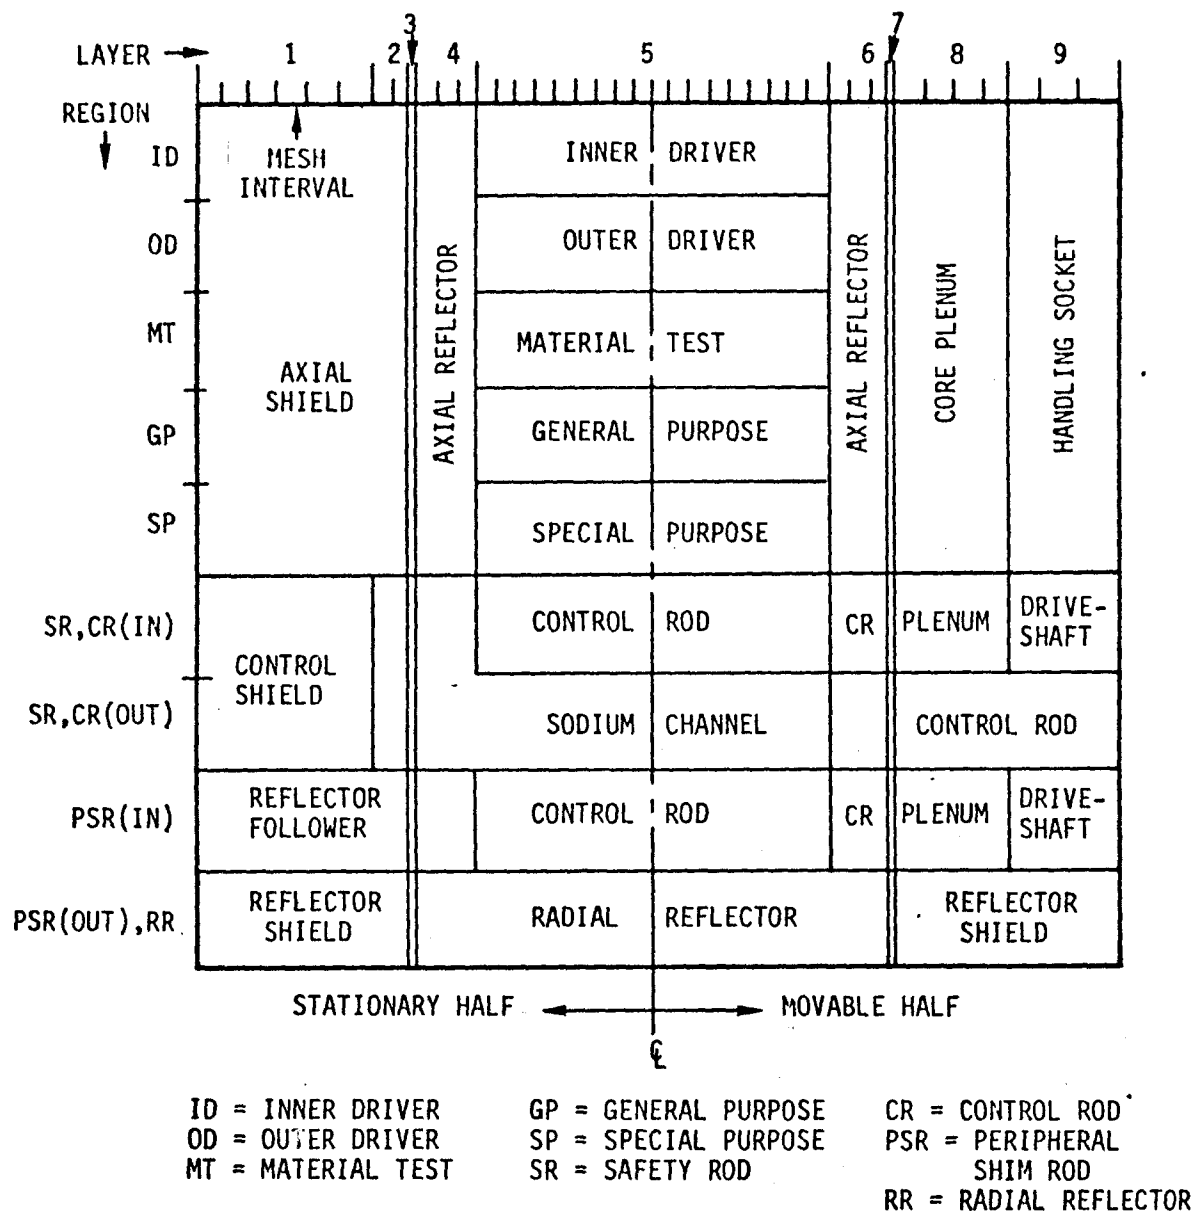 3
7
LAYER
1
2
4
5
6
8
9
REGION
ID
MESH
INTERVAL
INNER DRIVER
OD
OUTER DRIVER
MT
MATERIAL TEST
AXIAL
SHIELD
AXIAL REFLECTOR
AXIAL REFLECTOR
CORE PLENUM
HANDLING SOCKET
GP
GENERAL PURPOSE
SP
SPECIAL PURPOSE
SR,CR(IN)
CONTROL ROD
CR
PLENUM
DRIVE-
SHAFT
CONTROL
SHIELD
SR,CR(OUT)
SODIUM CHANNEL
CONTROL ROD
PSR(IN)
REFLECTOR
FOLLOWER
CONTROL ROD
CR
PLENUM
DRIVE-
SHAFT
PSR(OUT),RR
REFLECTOR
SHIELD
RADIAL REFLECTOR
REFLECTOR
SHIELD
STATIONARY HALF
MOVABLE HALF
℄
ID = INNER DRIVER
OD = OUTER DRIVER
MT = MATERIAL TEST
GP = GENERAL PURPOSE
SP = SPECIAL PURPOSE
SR = SAFETY ROD
CR = CONTROL ROD
PSR = PERIPHERAL
SHIM ROD
RR = RADIAL REFLECTOR